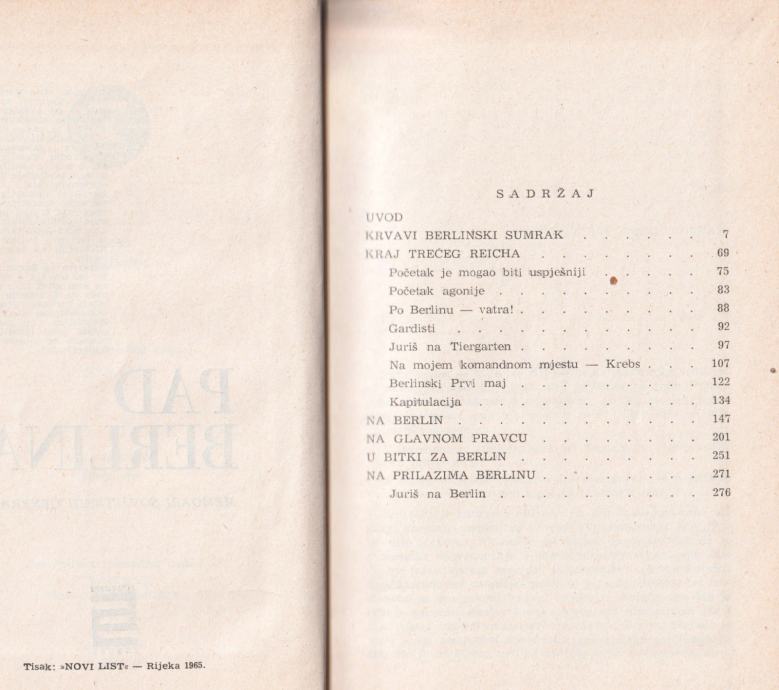 Tisak: »NOVI LIST« — Rijeka 1965.
SADRŽAJ
UVOD
KRVAVI BERLINSKI SUMRAK . . . . . . 7
KRAJ TREĆEG REICHA . . . . . . . . 69
Početak je mogao biti uspješniji . . . . . 75
Početak agonije . . . . . . . . . 83
Po Berlinu — vatra! . . . . . . . . 88
Gardisti . . . . . . . . . . 92
Juriš na Tiergarten . . . . . . . . 97
Na mojem komandnom mjestu — Krebs . . . 107
Berlinski Prvi maj . . . . . . . . 122
Kapitulacija . . . . . . . . . 134
NA BERLIN . . . . . . . . . . 147
NA GLAVNOM PRAVCU . . . . . . . 201
U BITKI ZA BERLIN . . . . . . . . 251
NA PRILAZIMA BERLINU . . . . . . . 271
Juriš na Berlin . . . . . . . . . 276
PAD
BERLINA